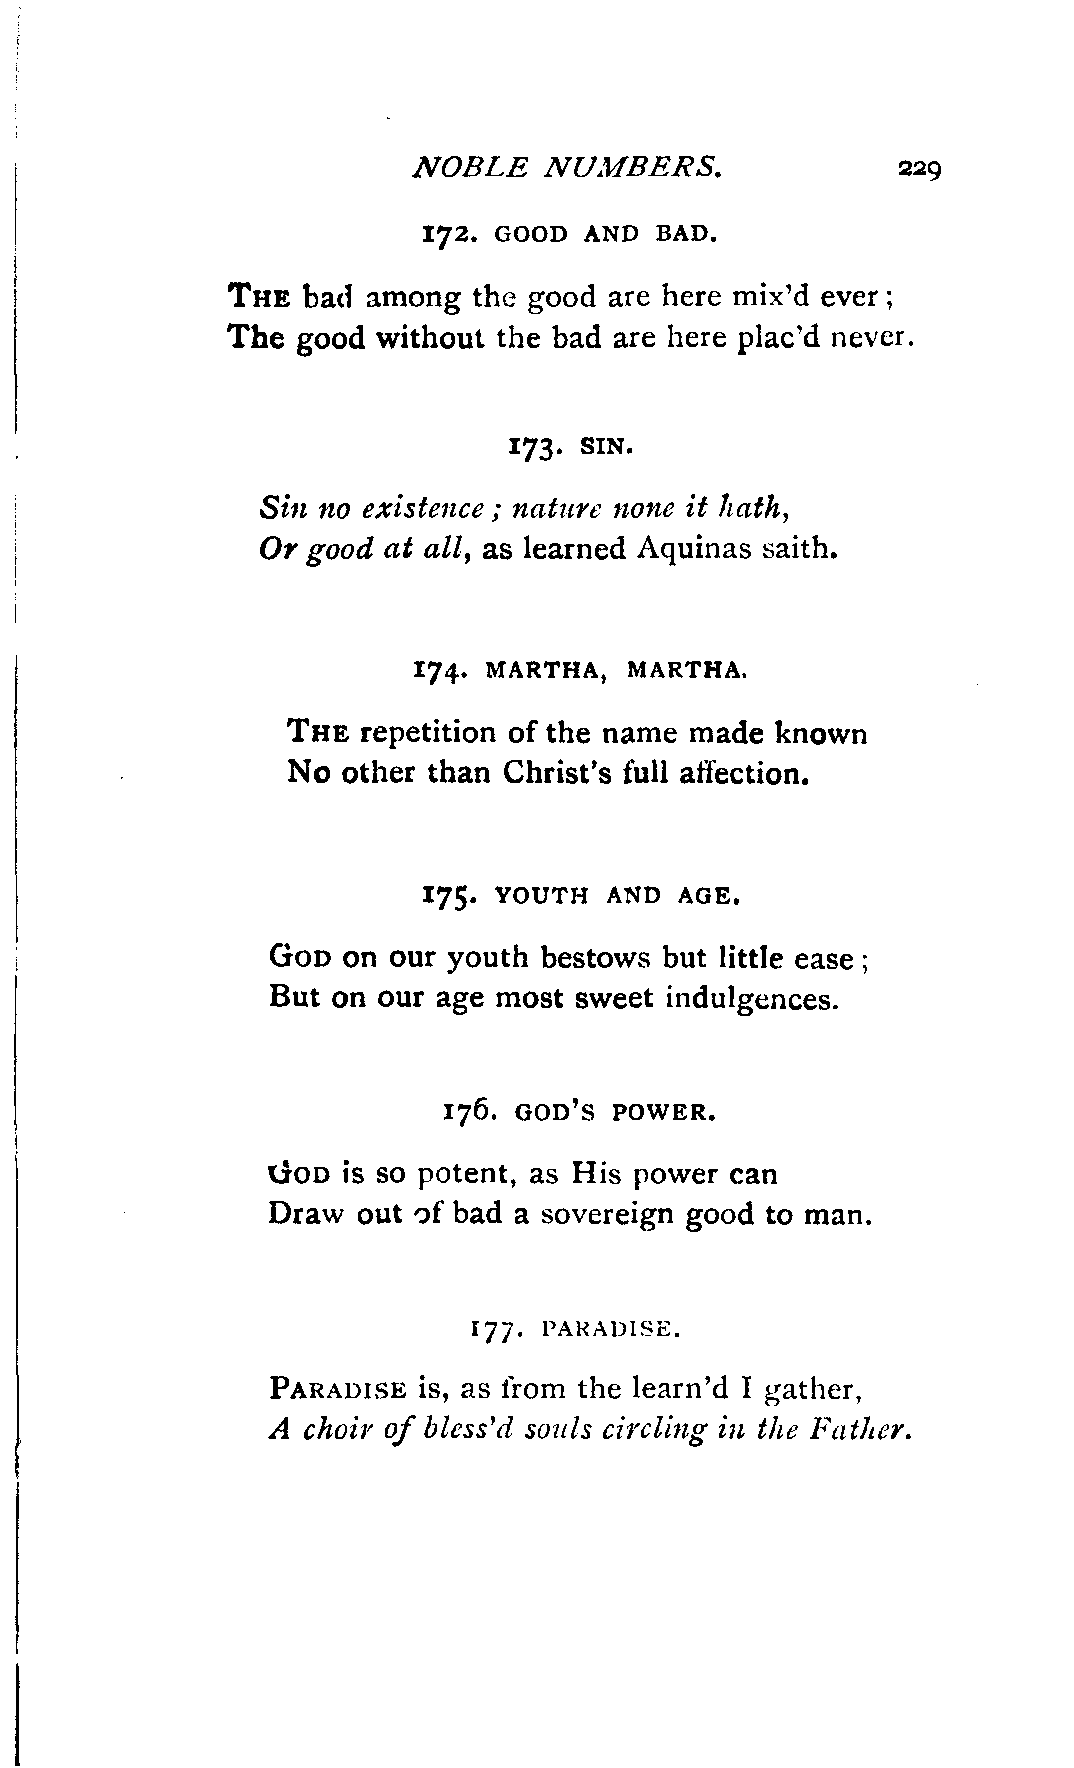 NOBLE NUMBERS. 229
172. GOOD AND BAD.
THE bad among the good are here mix'd ever;
The good without the bad are here plac'd never.
173. SIN.
Sin no existence; nature none it hath,
Or good at all, as learned Aquinas saith.
174. MARTHA, MARTHA.
THE repetition of the name made known
No other than Christ's full affection.
175. YOUTH AND AGE.
GOD on our youth bestows but little ease;
But on our age most sweet indulgences.
176. GOD'S POWER.
GOD is so potent, as His power can
Draw out of bad a sovereign good to man.
177. PARADISE.
PARADISE is, as from the learn'd I gather,
A choir of bless'd souls circling in the Father.